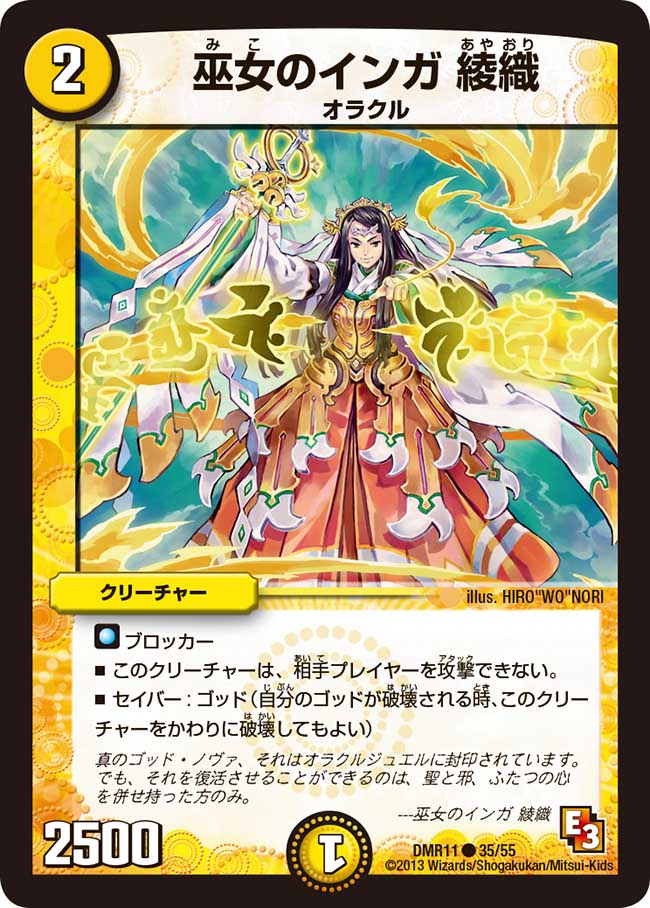 2
みこ あやおり
巫女のインガ 綾織
オラクル
クリーチャー
illus. HIRO"WO"NORI
ブロッカー
■ このクリーチャーは、相手プレイヤーを攻撃できない。
■ セイバー：ゴッド（自分のゴッドが破壊される時、このクリー
チャーをかわりに破壊してもよい）
真のゴッド・ノヴァ、それはオラクルジュエルに封印されています。
でも、それを復活させることができるのは、聖と邪、ふたつの心
を併せ持った方のみ。
---巫女のインガ 綾織
2500
1
E3
DMR11 ● 35/55
©2013 Wizards/Shogakukan/Mitsui-Kids